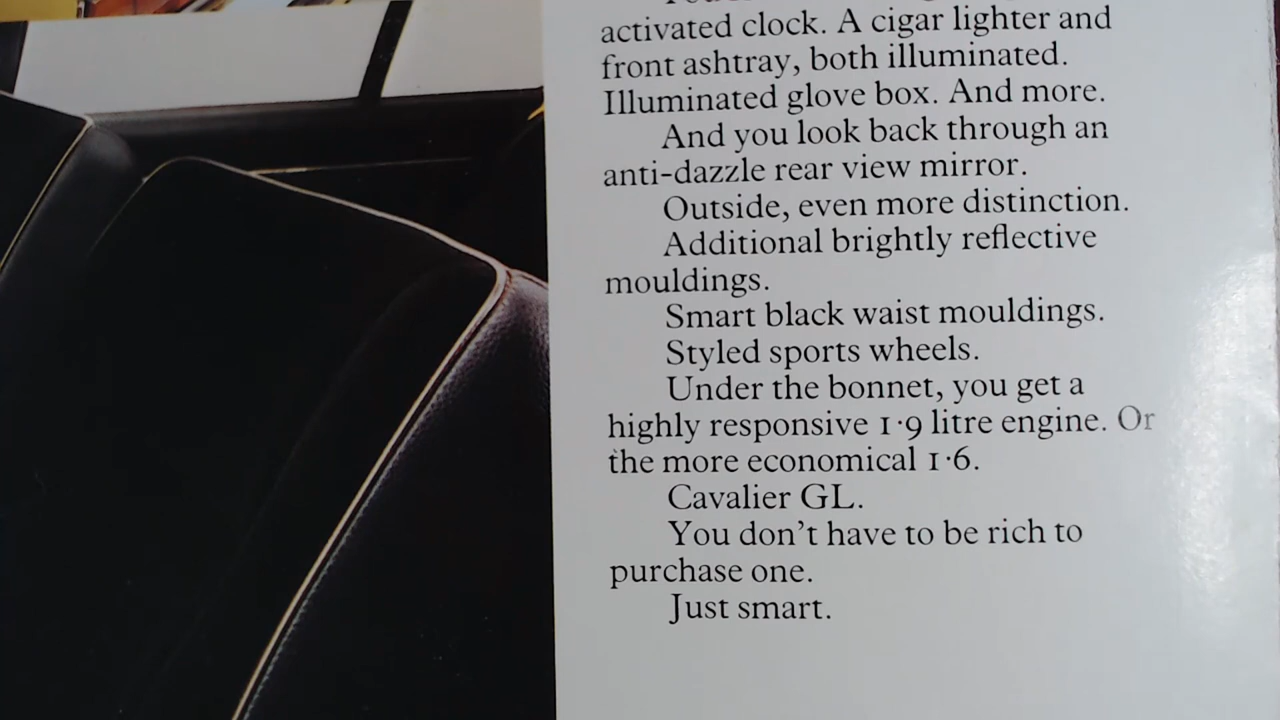 activated clock. A cigar lighter and
front ashtray, both illuminated.
Illuminated glove box. And more.
And you look back through an
anti-dazzle rear view mirror.
Outside, even more distinction.
Additional brightly reflective
mouldings.
Smart black waist mouldings.
Styled sports wheels.
Under the bonnet, you get a
highly responsive 1·9 litre engine. Or
the more economical 1·6.
Cavalier GL.
You don't have to be rich to
purchase one.
Just smart.